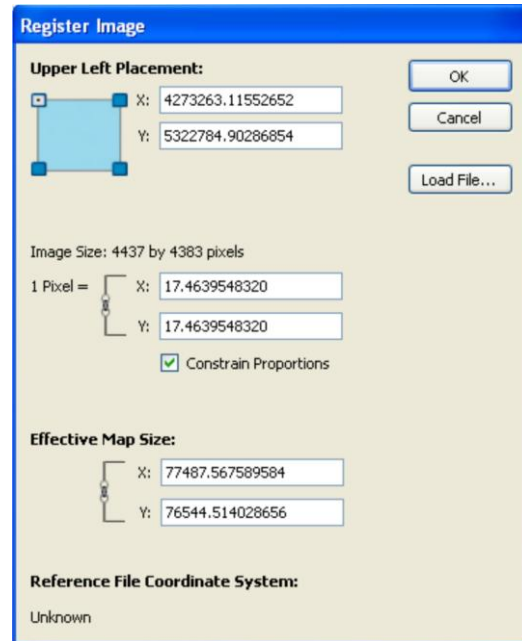 Register Image
Upper Left Placement:
X: 4273263.11552652
Y: 5322784.90286854
OK
Cancel
Load File...
Image Size: 4437 by 4383 pixels
1 Pixel = X: 17.4639548320
Y: 17.4639548320
Constrain Proportions
Effective Map Size:
X: 77487.567589584
Y: 76544.514028656
Reference File Coordinate System:
Unknown